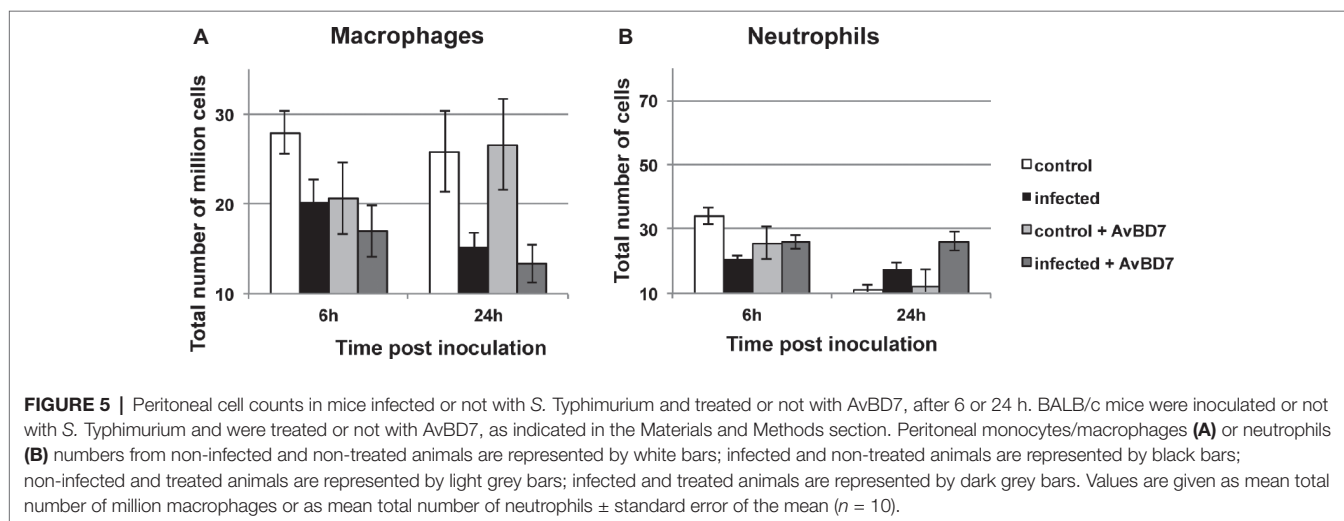 A Macrophages
Total number of million cells
30
20
10
6h 24h
Time post inoculation
B Neutrophils
Total number of cells
70
50
30
10
6h 24h
Time post inoculation
control
infected
control + AvBD7
infected + AvBD7
FIGURE 5 | Peritoneal cell counts in mice infected or not with S. Typhimurium and treated or not with AvBD7, after 6 or 24 h. BALB/c mice were inoculated or not
with S. Typhimurium and were treated or not with AvBD7, as indicated in the Materials and Methods section. Peritoneal monocytes/macrophages (A) or neutrophils
(B) numbers from non-infected and non-treated animals are represented by white bars; infected and non-treated animals are represented by black bars;
non-infected and treated animals are represented by light grey bars; infected and treated animals are represented by dark grey bars. Values are given as mean total
number of million macrophages or as mean total number of neutrophils ± standard error of the mean (n = 10).